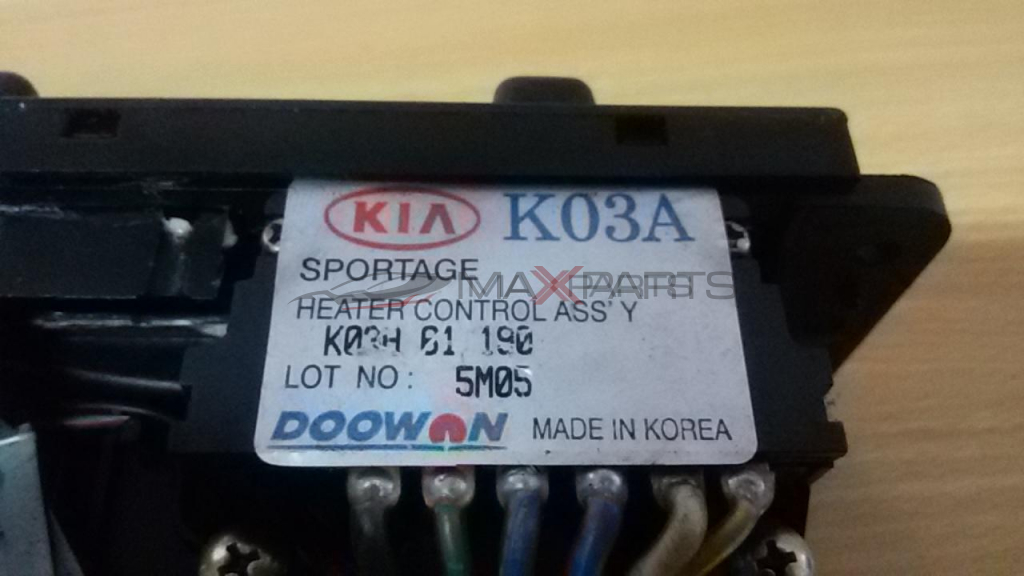 KIA K03A
SPORTAGE
MAXPARTS
HEATER CONTROL ASS'Y
K03H 61 190
LOT NO: 5M05
DOOWON MADE IN KOREA